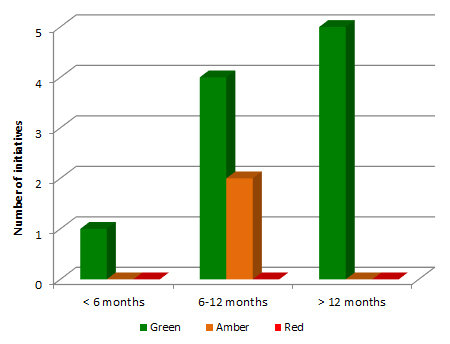 Number of initiatives
5
4
3
2
1
0
< 6 months 6-12 months > 12 months
Green Amber Red